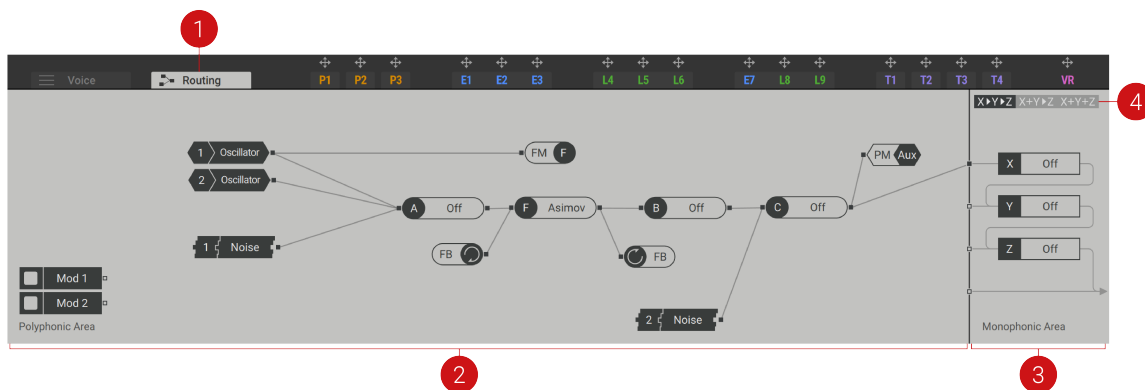 1
Voice
Routing
P1 P2 P3 E1 E2 E3 L4 L5 L6 E7 L8 L9 T1 T2 T3 T4 VR
X▸Y▸Z X+Y▸Z X+Y+Z
4
1 Oscillator
FM F
PM Aux
2 Oscillator
X Off
A Off
F Asimov
B Off
C Off
Y Off
1 Noise
FB
FB
Z Off
Mod 1
Mod 2
2 Noise
Polyphonic Area
Monophonic Area
2
3